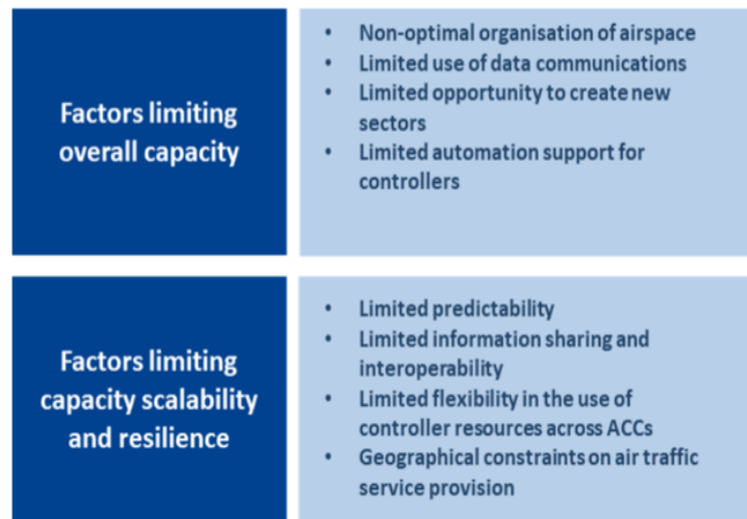 Factors limiting
overall capacity
• Non-optimal organisation of airspace
• Limited use of data communications
• Limited opportunity to create new
sectors
• Limited automation support for
controllers
Factors limiting
capacity scalability
and resilience
• Limited predictability
• Limited information sharing and
interoperability
• Limited flexibility in the use of
controller resources across ACCs
• Geographical constraints on air traffic
service provision